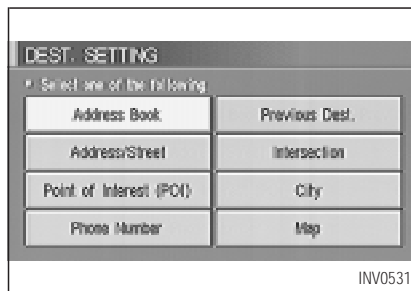 DEST. SETTING
Select one of the following
Address Book
Previous Dest.
Address/Street
Intersection
Point of Interest (POI)
City
Phone Number
Map
INV0531